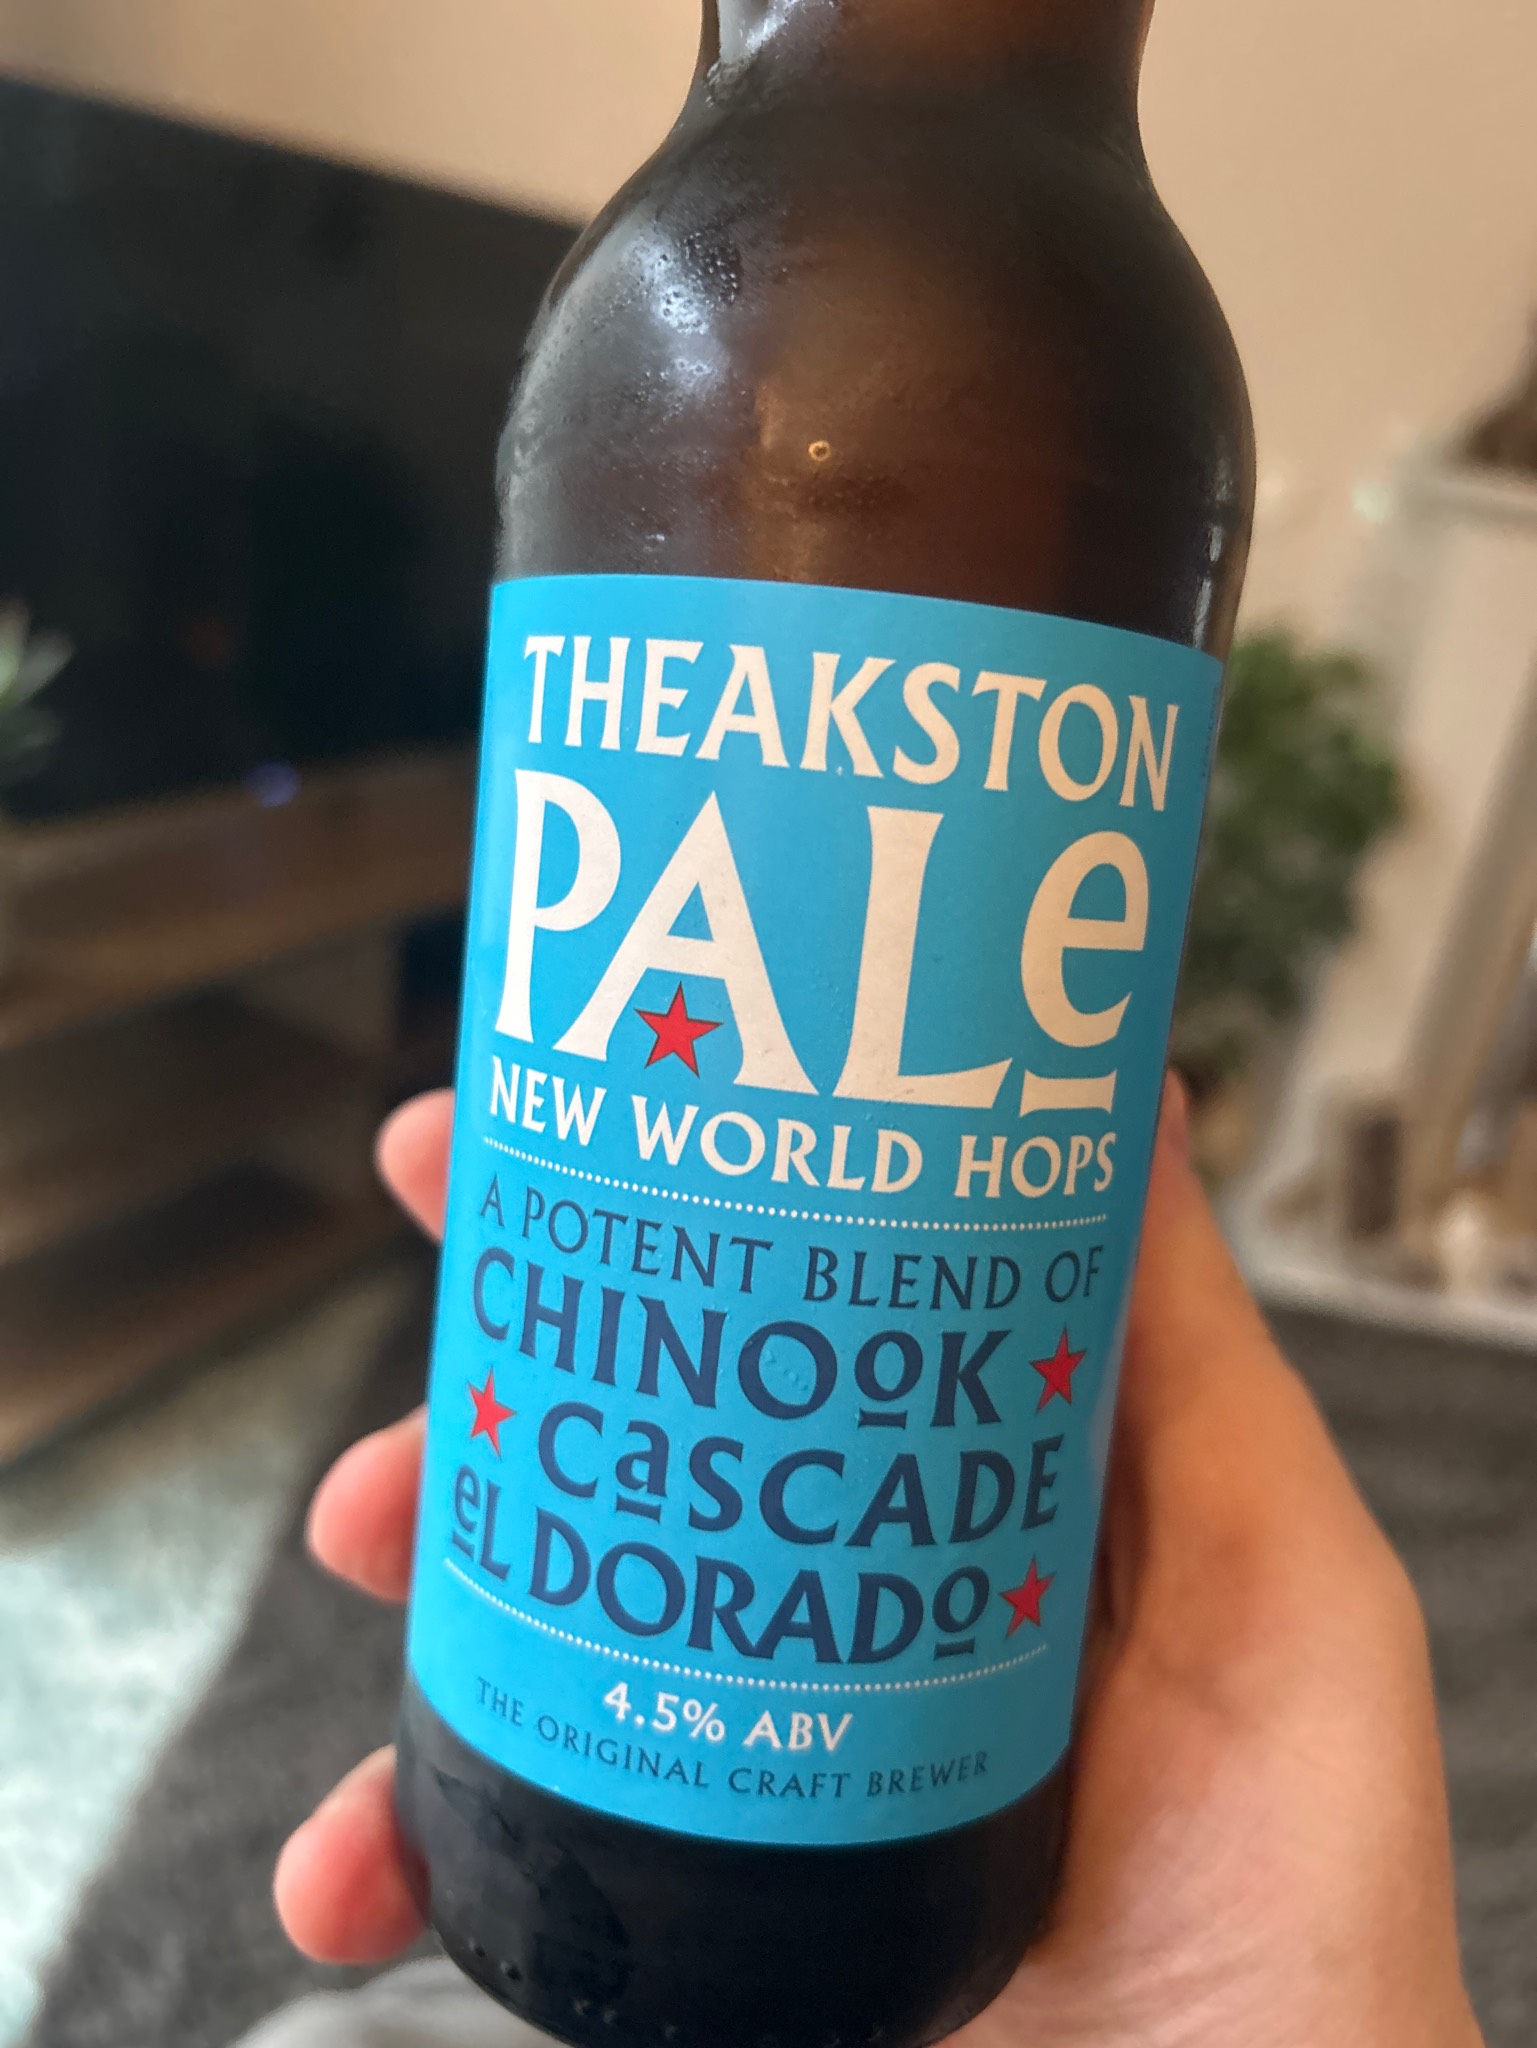 THEAKSTON
PALe
NEW WORLD HOPS
A POTENT BLEND OF
CHINOoK
CaSCADE
eL DORADo
4.5% ABV
THE ORIGINAL CRAFT BREWER